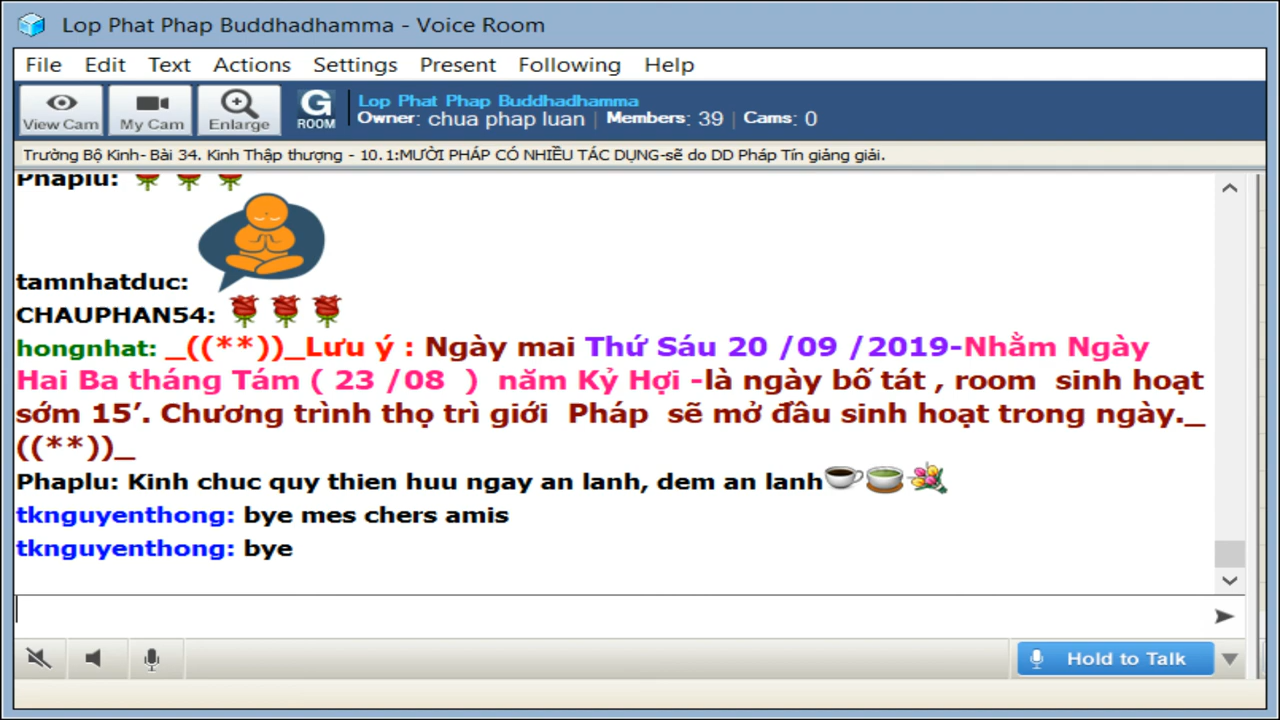 Lop Phat Phap Buddhadhamma - Voice Room
File Edit Text Actions Settings Present Following Help
View Cam My Cam Enlarge G ROOM
Lop Phat Phap Buddhadhamma
Owner: chua phap luan | Members: 39 | Cams: 0
Trường Bộ Kinh- Bài 34. Kinh Thập thượng - 10.1:MƯỜI PHÁP CÓ NHIỀU TÁC DỤNG-sẽ do DD Pháp Tín giảng giải.
Phaplu:
tamnhatduc:
CHAUPHAN54:
hongnhat: _((**))_Lưu ý : Ngày mai Thứ Sáu 20 /09 /2019-Nhằm Ngày
Hai Ba tháng Tám ( 23 /08 ) năm Kỷ Hợi -là ngày bố tát , room sinh hoạt
sớm 15’. Chương trình thọ trì giới Pháp sẽ mở đầu sinh hoạt trong ngày._
((**))_
Phaplu: Kinh chuc quy thien huu ngay an lanh, dem an lanh
tknguyenthong: bye mes chers amis
tknguyenthong: bye
Hold to Talk